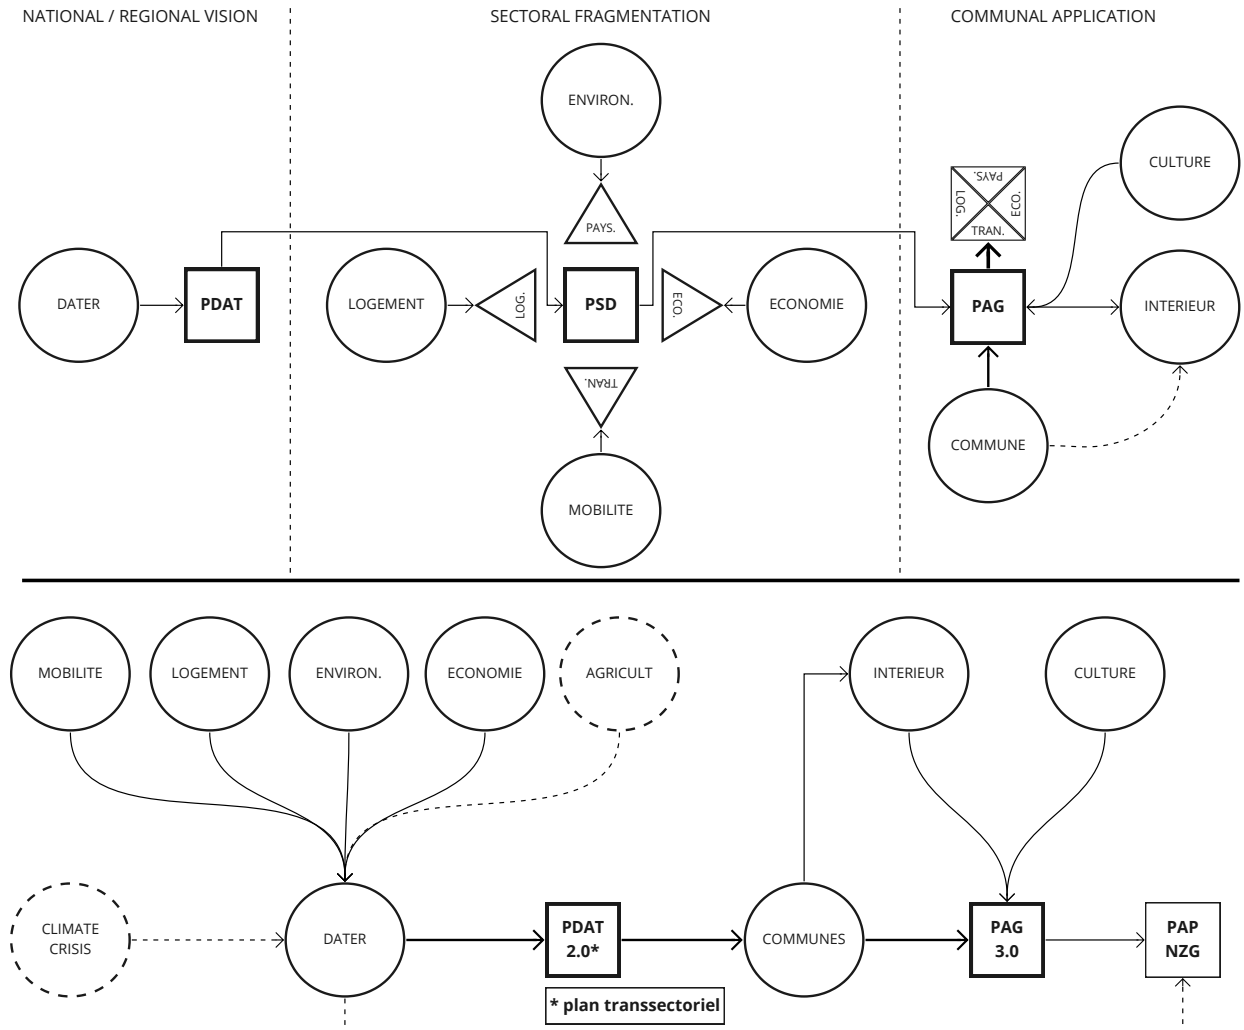 NATIONAL / REGIONAL VISION
SECTORAL FRAGMENTATION
COMMUNAL APPLICATION
ENVIRON.
CULTURE
PAYS.
LOG.
ECO.
TRAN.
PAYS.
DATER
PDAT
LOGEMENT
LOG.
PSD
ECO.
ECONOMIE
PAG
INTERIEUR
TRAN.
COMMUNE
MOBILITE
MOBILITE
LOGEMENT
ENVIRON.
ECONOMIE
AGRICULT
INTERIEUR
CULTURE
CLIMATE
CRISIS
DATER
PDAT
2.0*
COMMUNES
PAG
3.0
PAP
NZG
* plan transsectoriel